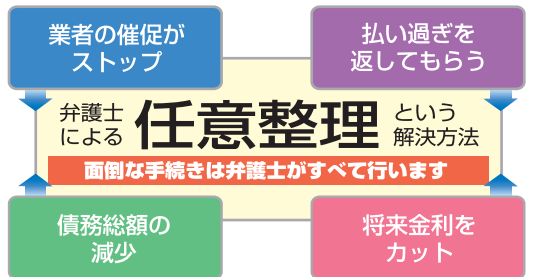 業者の催促が
ストップ
払い過ぎを
返してもらう
弁護士
による
任意整理
という
解決方法
面倒な手続きは弁護士がすべて行います
債務総額の
減少
将来金利を
カット